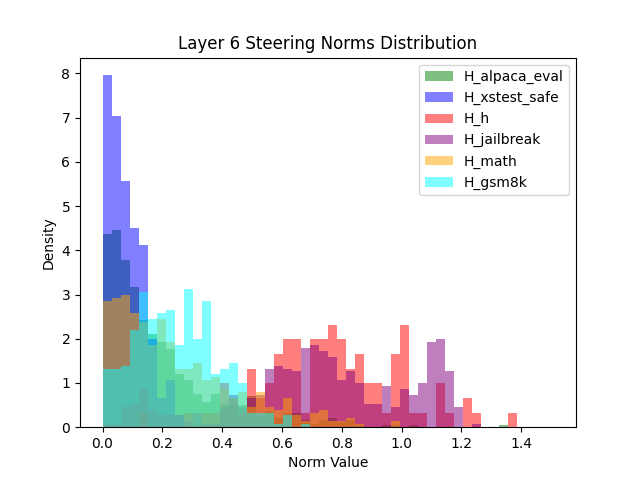 Layer 6 Steering Norms Distribution
H_alpaca_eval
H_xstest_safe
H_h
H_jailbreak
H_math
H_gsm8k
Density
8
7
6
5
4
3
2
1
0
0.0 0.2 0.4 0.6 0.8 1.0 1.2 1.4
Norm Value